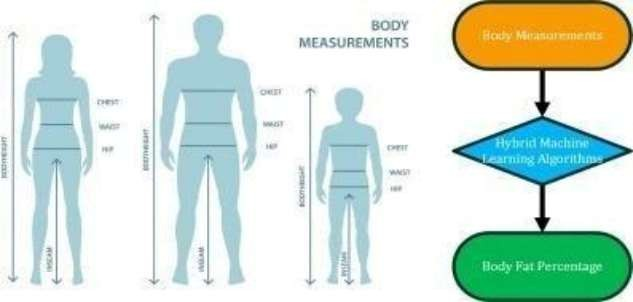 BODY
MEASUREMENTS
BODYHEIGHT
CHEST
WAIST
HIP
INSEAM
BODYHEIGHT
CHEST
WAIST
HIP
INSEAM
BODYHEIGHT
CHEST
WAIST
HIP
INSEAM
Body Measurements
Hybrid Machine
Learning Algorithms
Body Fat Percentage